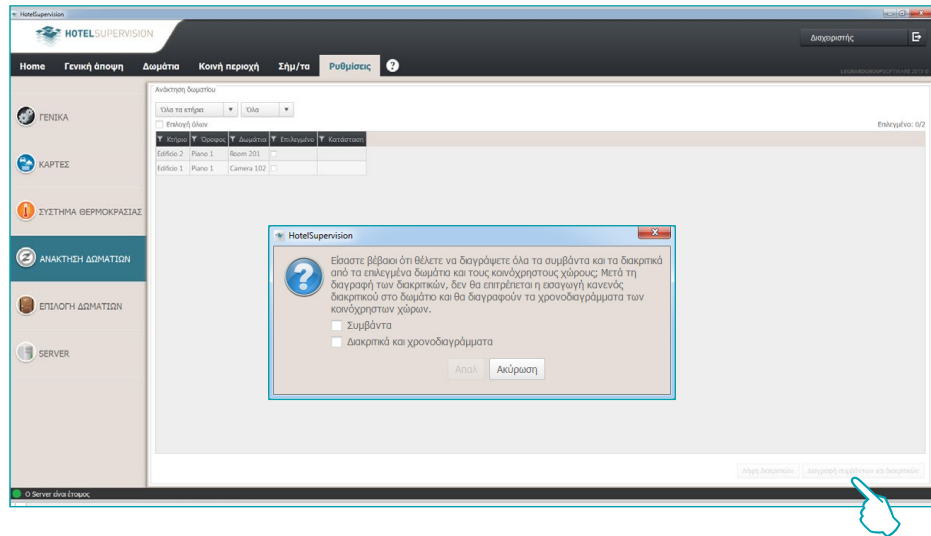 HotelSupervision
HOTELSUPERVISION
Διαχειριστής
Home Γενική άποψη Δωμάτια Κοινή περιοχή Σήμ/τα Ρυθμίσεις ?
Ανάκτηση δωματίου
Όλα τα κτήρια Όλα
Επιλογή όλων
Επιλεγμένο: 0/2
Κτήριο Όροφος Δωμάτια Επιλεγμένο Κατάσταση
Edificio 2 Piano 1 Room 201
Edificio 1 Piano 1 Camera 102
ΓΕΝΙΚΑ
ΚΑΡΤΕΣ
ΣΥΣΤΗΜΑ ΘΕΡΜΟΚΡΑΣΙΑΣ
ΑΝΑΚΤΗΣΗ ΔΩΜΑΤΙΩΝ
ΕΠΙΛΟΓΗ ΔΩΜΑΤΙΩΝ
SERVER
HotelSupervision
Είσαστε βέβαιοι ότι θέλετε να διαγράψετε όλα τα συμβάντα και τα διακριτικά
από τα επιλεγμένα δωμάτια και τους κοινόχρηστους χώρους; Μετά τη
διαγραφή των διακριτικών, δεν θα επιτρέπεται η εισαγωγή κανενός
διακριτικού στο δωμάτιο και θα διαγραφούν τα χρονοδιαγράμματα των
κοινόχρηστων χώρων.
Συμβάντα
Διακριτικά και χρονοδιαγράμματα
Απαλ Ακύρωση
Λήψη διακριτικών Διαγραφή συμβάντων και διακριτικών
Ο Server είναι έτοιμος